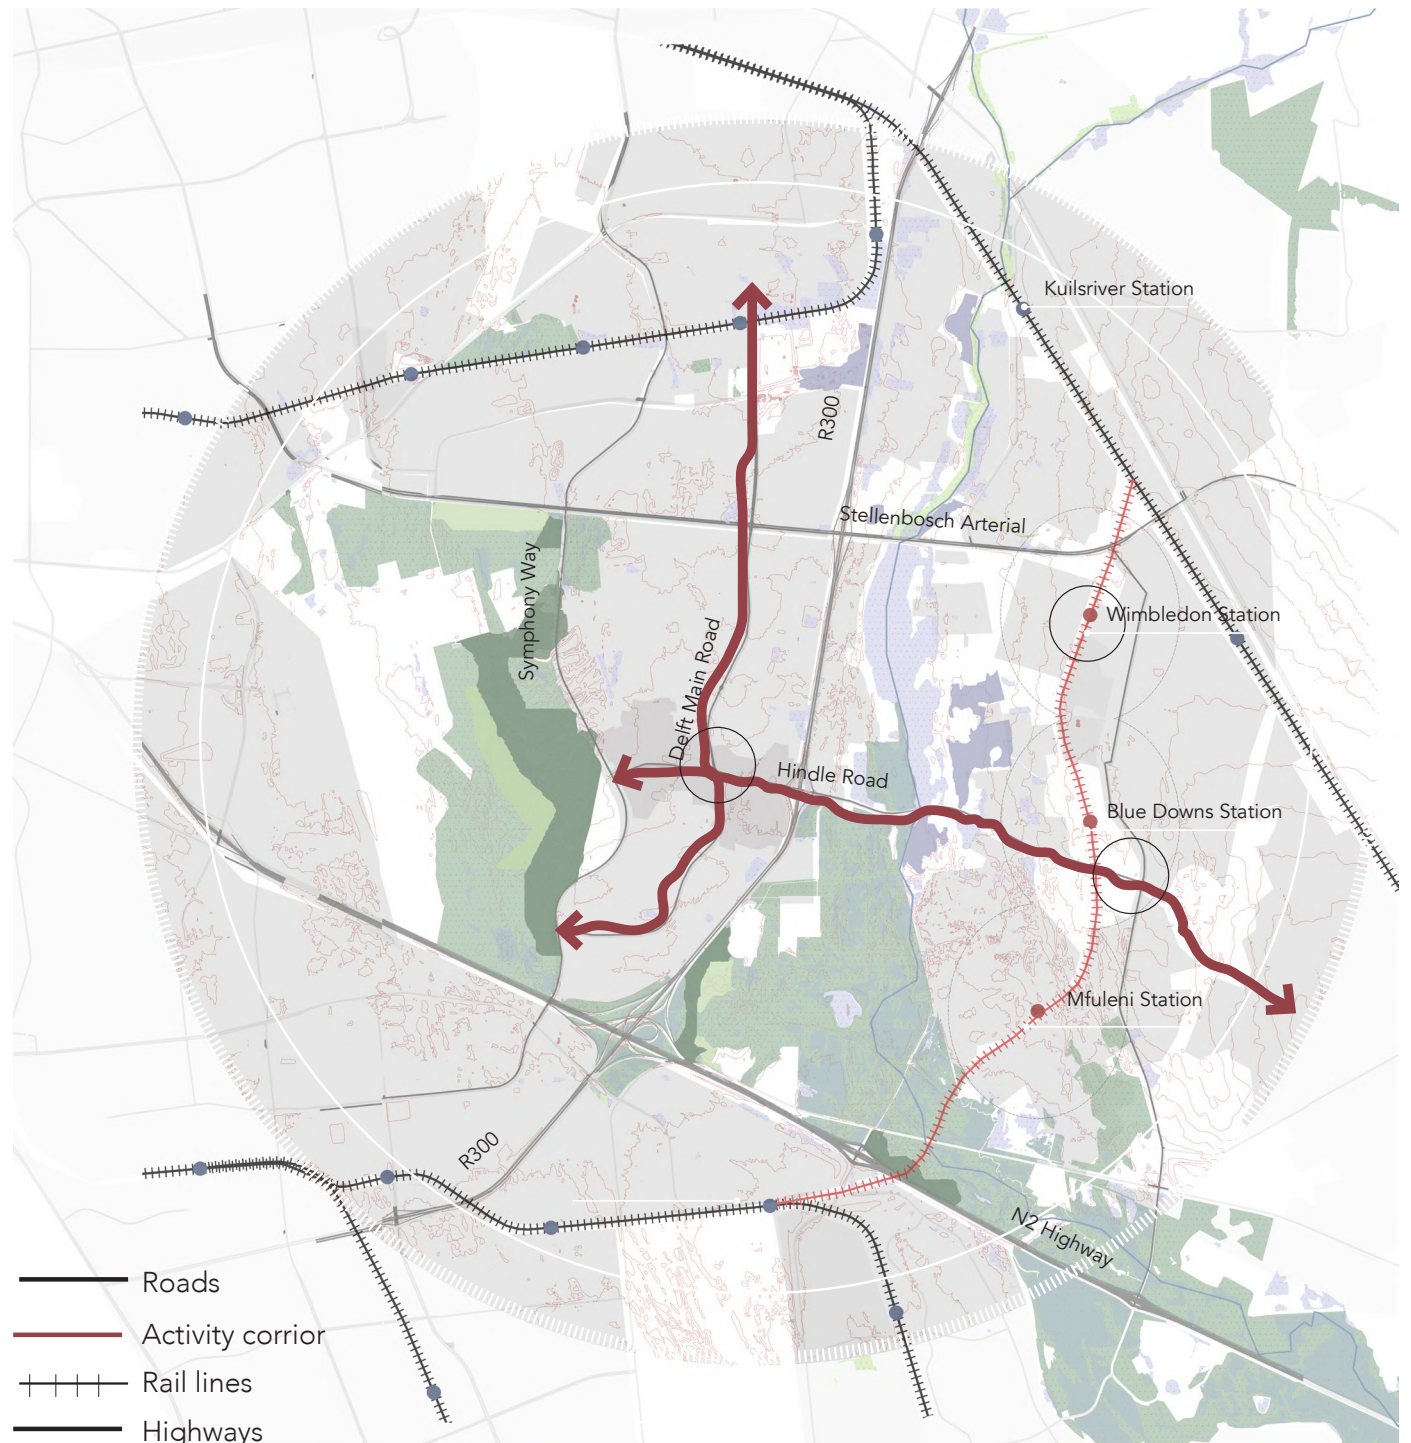 Kuilsriver Station
R300
Stellenbosch Arterial
Symphony Way
Wimbledon Station
Delft Main Road
Hindle Road
Blue Downs Station
Mfuleni Station
R300
N2 Highway
Roads
Activity corrior
Rail lines
Highways